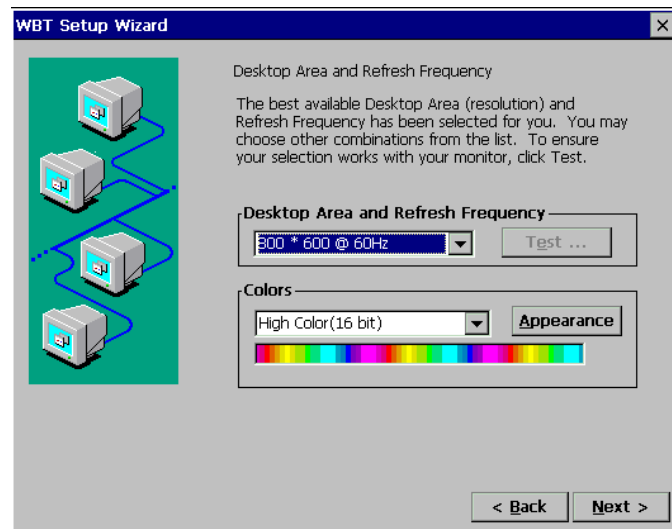 WBT Setup Wizard
Desktop Area and Refresh Frequency
The best available Desktop Area (resolution) and
Refresh Frequency has been selected for you. You may
choose other combinations from the list. To ensure
your selection works with your monitor, click Test.
Desktop Area and Refresh Frequency
800 * 600 @ 60Hz
Test ...
Colors
High Color(16 bit)
Appearance
< Back
Next >